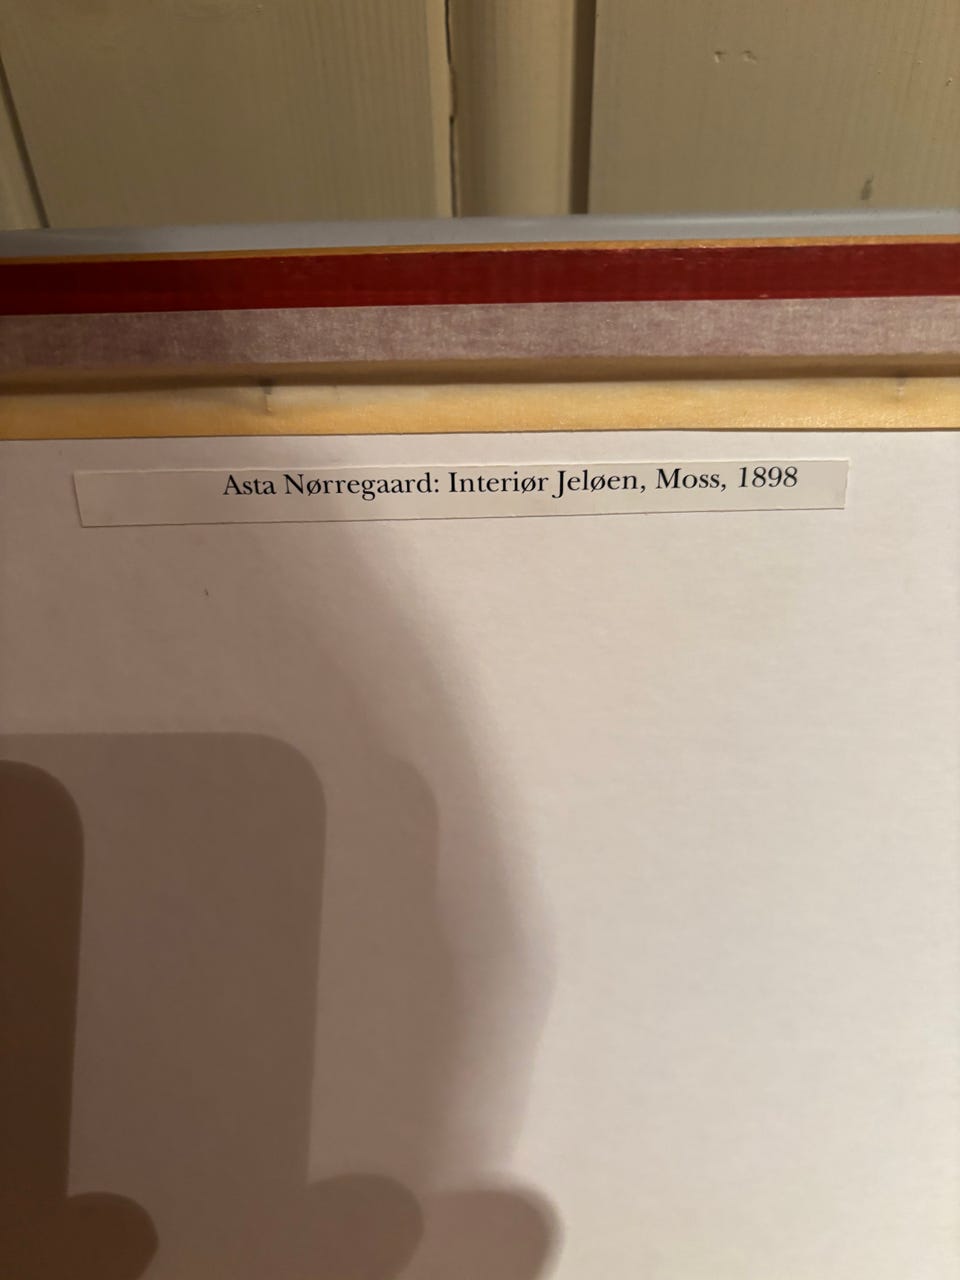 Asta Nørregaard: Interiør Jeløen, Moss, 1898